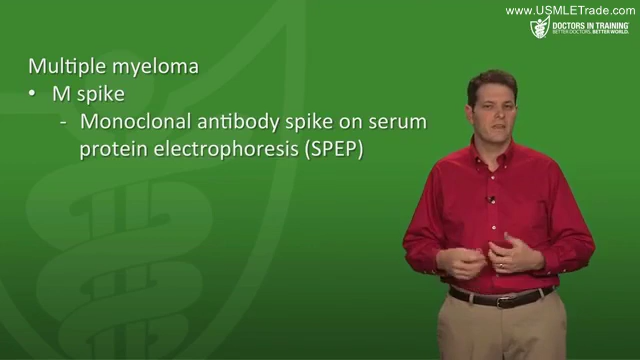 www.USMLETrade.com
DOCTORS IN TRAINING
BETTER DOCTORS. BETTER WORLD.
Multiple myeloma
• M spike
- Monoclonal antibody spike on serum
protein electrophoresis (SPEP)